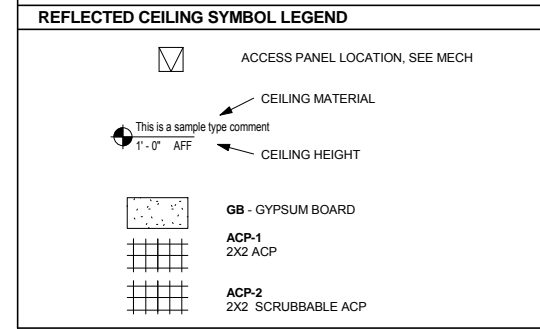 REFLECTED CEILING SYMBOL LEGEND
ACCESS PANEL LOCATION, SEE MECH
CEILING MATERIAL
This is a sample type comment
1' - 0" AFF
CEILING HEIGHT
GB - GYPSUM BOARD
ACP-1
2X2 ACP
ACP-2
2X2 SCRUBBABLE ACP